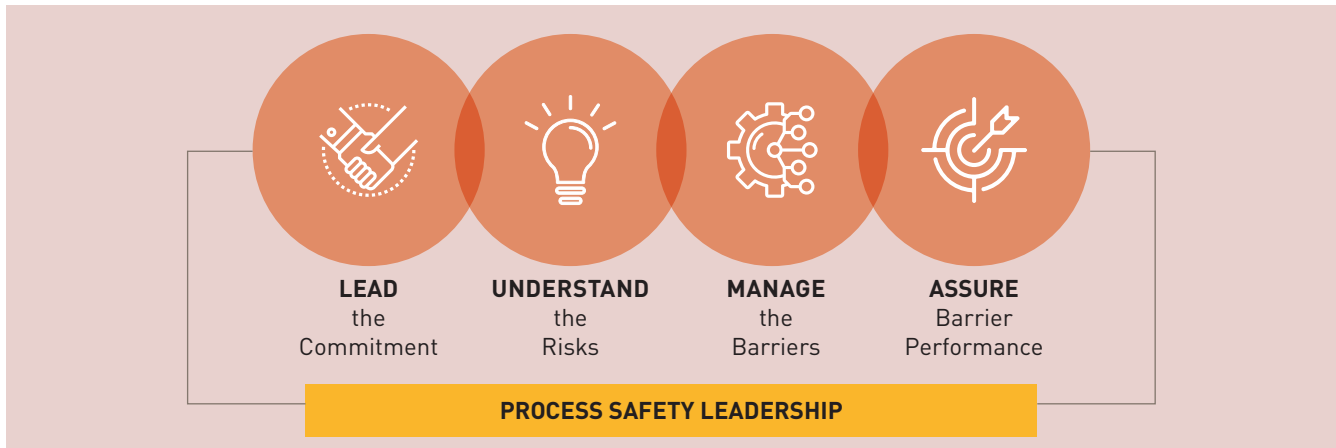 LEAD
the
Commitment
UNDERSTAND
the
Risks
MANAGE
the
Barriers
ASSURE
Barrier
Performance
PROCESS SAFETY LEADERSHIP